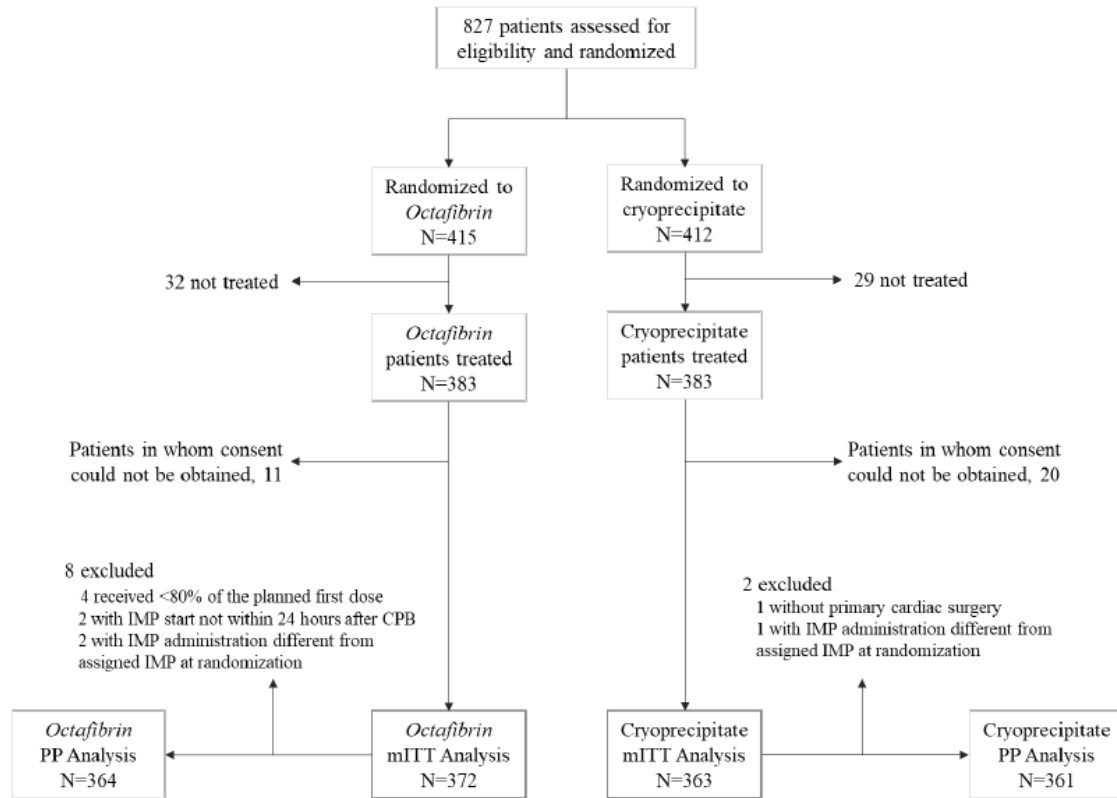 827 patients assessed for
eligibility and randomized
Randomized to
Octafibrin
N=415
Randomized to
cryoprecipitate
N=412
32 not treated
29 not treated
Octafibrin
patients treated
N=383
Cryoprecipitate
patients treated
N=383
Patients in whom consent
could not be obtained, 11
Patients in whom consent
could not be obtained, 20
8 excluded
4 received <80% of the planned first dose
2 with IMP start not within 24 hours after CPB
2 with IMP administration different from
assigned IMP at randomization
2 excluded
1 without primary cardiac surgery
1 with IMP administration different from
assigned IMP at randomization
Octafibrin
PP Analysis
N=364
Octafibrin
mITT Analysis
N=372
Cryoprecipitate
mITT Analysis
N=363
Cryoprecipitate
PP Analysis
N=361